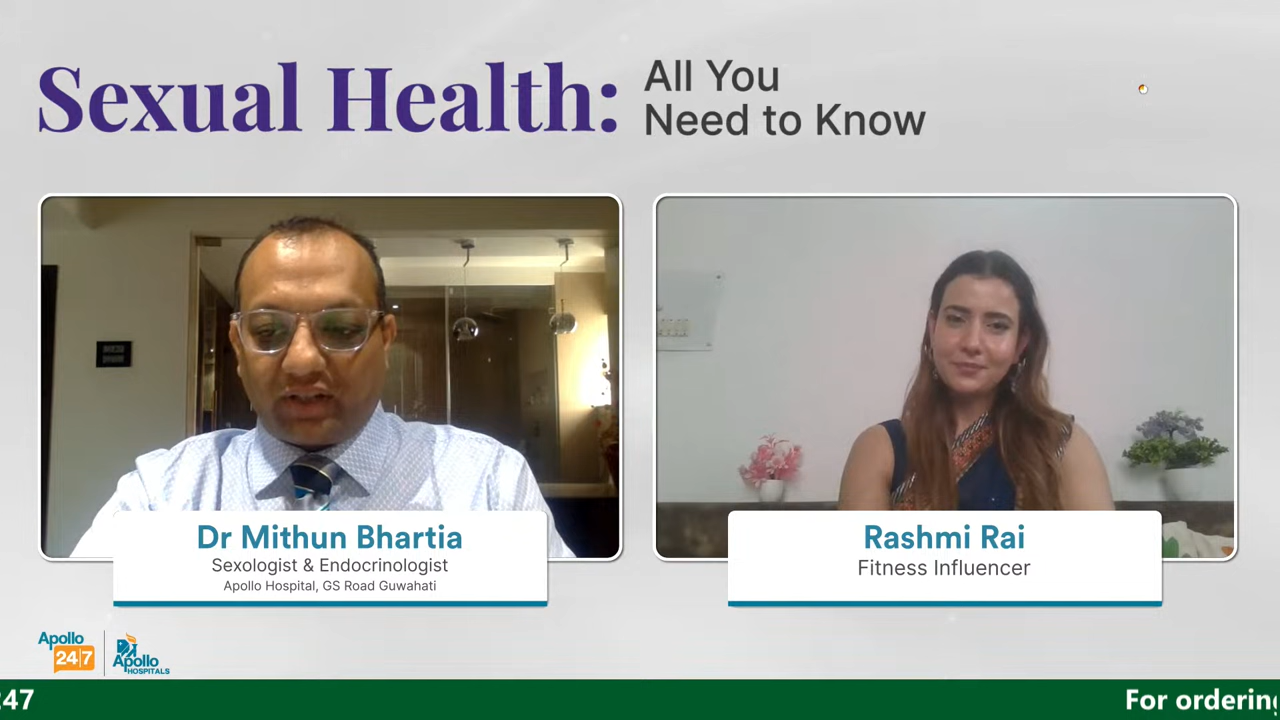 Sexual Health:
All You
Need to Know
Dr Mithun Bhartia
Sexologist & Endocrinologist
Apollo Hospital, GS Road Guwahati
Rashmi Rai
Fitness Influencer
Apollo
24|7
Apollo
HOSPITALS
:47
For ordering